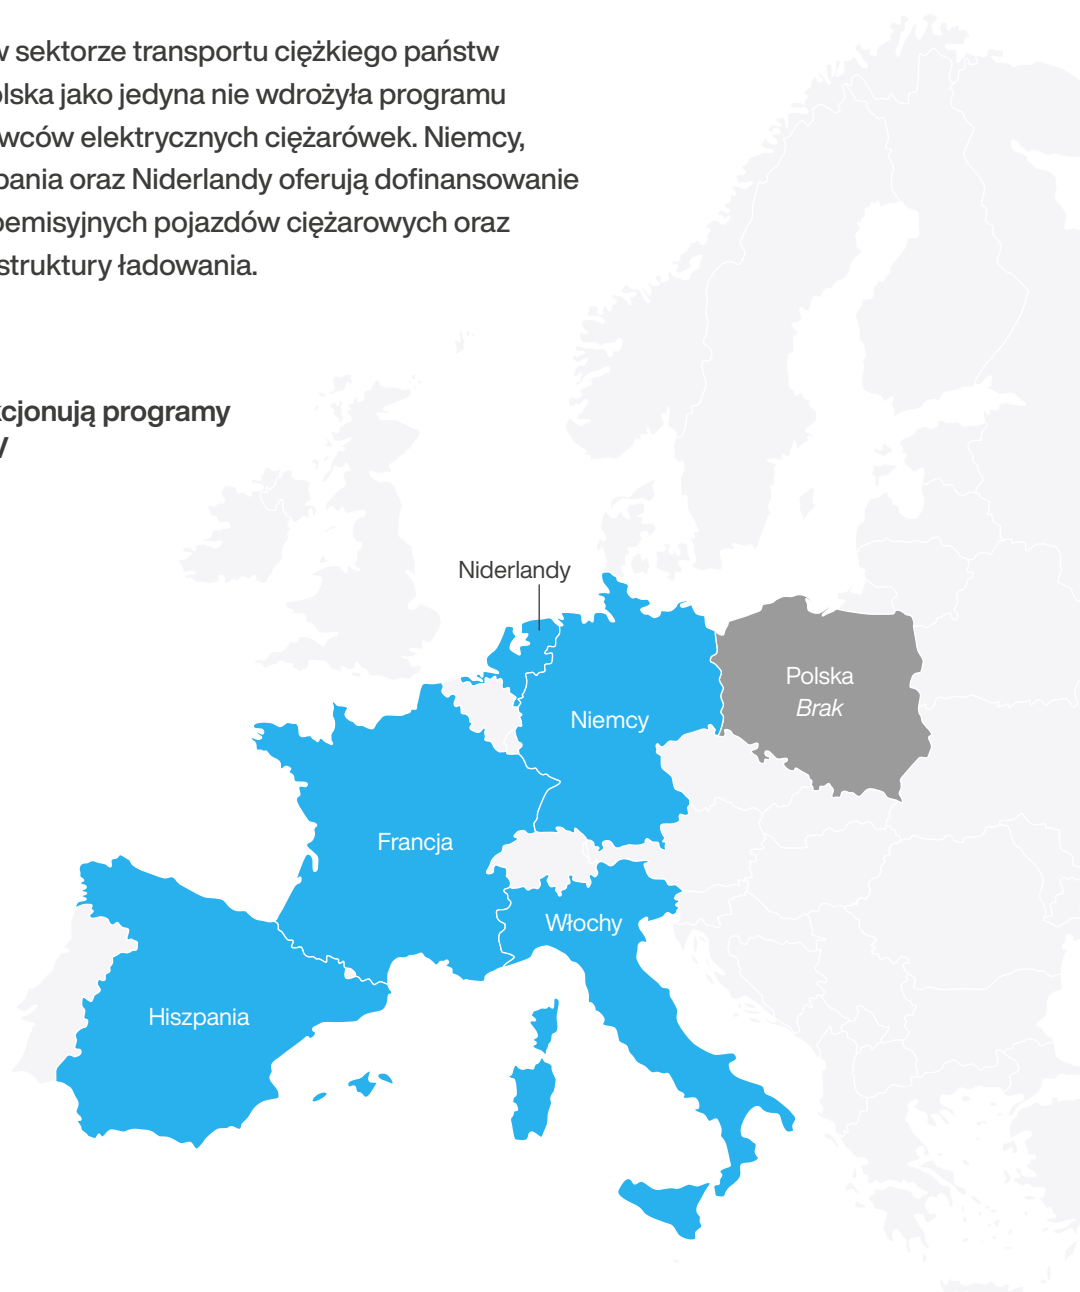 w sektorze transportu ciężkiego państw
olska jako jedyna nie wdrożyła programu
wców elektrycznych ciężarówek. Niemcy,
pania oraz Niderlandy oferują dofinansowanie
oemisyjnych pojazdów ciężarowych oraz
struktury ładowania.
cjonują programy
V
Niderlandy
Polska
Brak
Niemcy
Francja
Włochy
Hiszpania